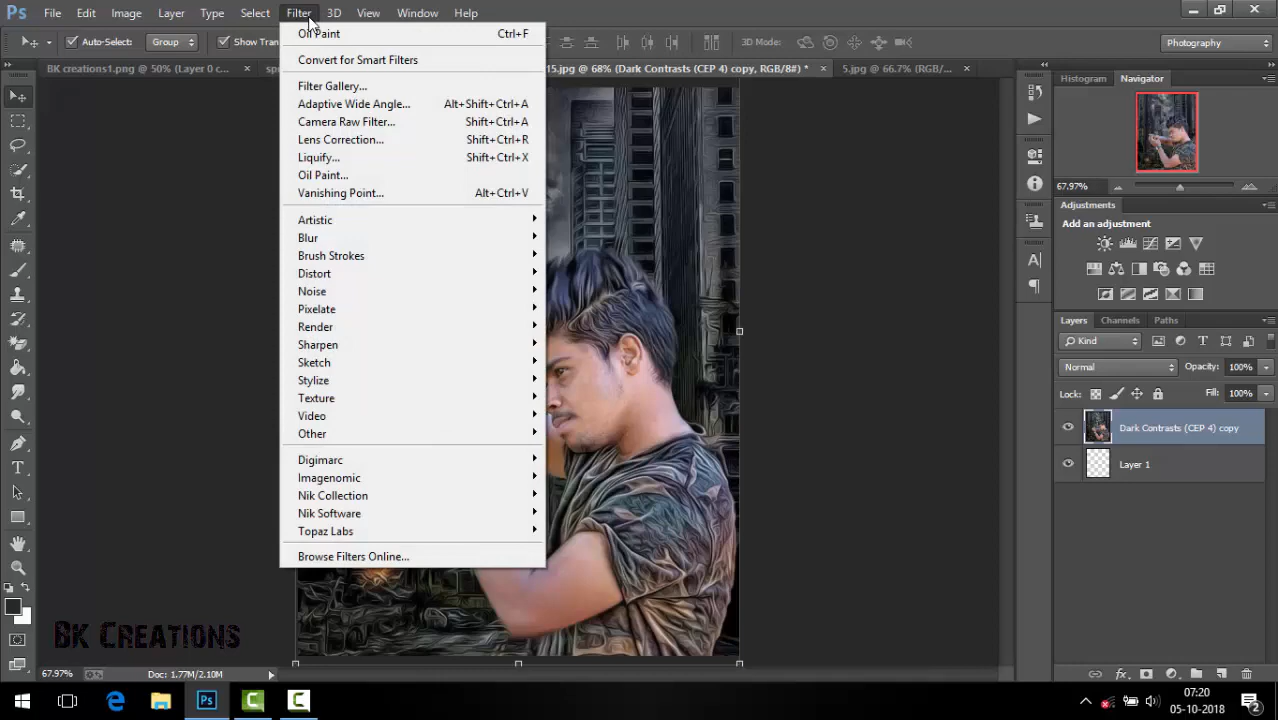 Ps File Edit Image Layer Type Select Filter 3D View Window Help
Auto-Select: Group Show Tran 3D Mode: Photography
BK creations1.png @ 50% (Layer 0 c... × 15.jpg @ 68% (Dark Contrasts (CEP 4) copy, RGB/8#) * × 5.jpg @ 66.7% (RGB/... ×
Oil Paint Ctrl+F
Convert for Smart Filters
Filter Gallery...
Adaptive Wide Angle... Alt+Shift+Ctrl+A
Camera Raw Filter... Shift+Ctrl+A
Lens Correction... Shift+Ctrl+R
Liquify... Shift+Ctrl+X
Oil Paint...
Vanishing Point... Alt+Ctrl+V
Artistic
Blur
Brush Strokes
Distort
Noise
Pixelate
Render
Sharpen
Sketch
Stylize
Texture
Video
Other
Digimarc
Imagenomic
Nik Collection
Nik Software
Topaz Labs
Browse Filters Online...
Histogram Navigator
67.97%
Adjustments
Add an adjustment
Layers Channels Paths
Kind
Normal Opacity: 100%
Lock: Fill: 100%
Dark Contrasts (CEP 4) copy
Layer 1
BK CREATIONS
67.97% Doc: 1.77M/2.10M
07:20
05-10-2018
2